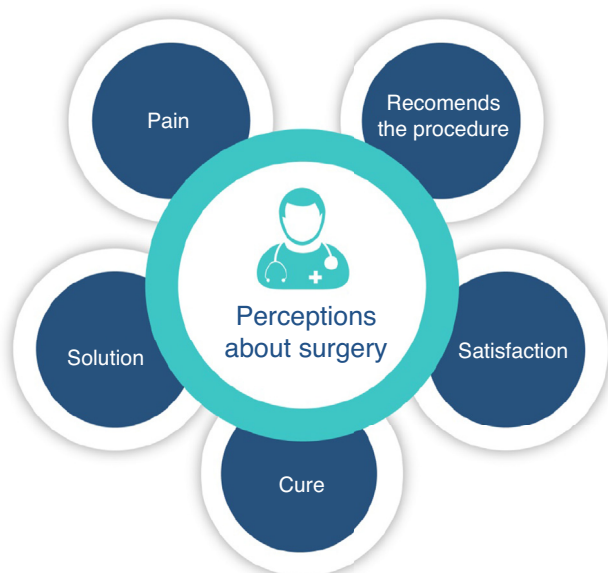 Pain
Recomends
the procedure
Perceptions
about surgery
Solution
Satisfaction
Cure